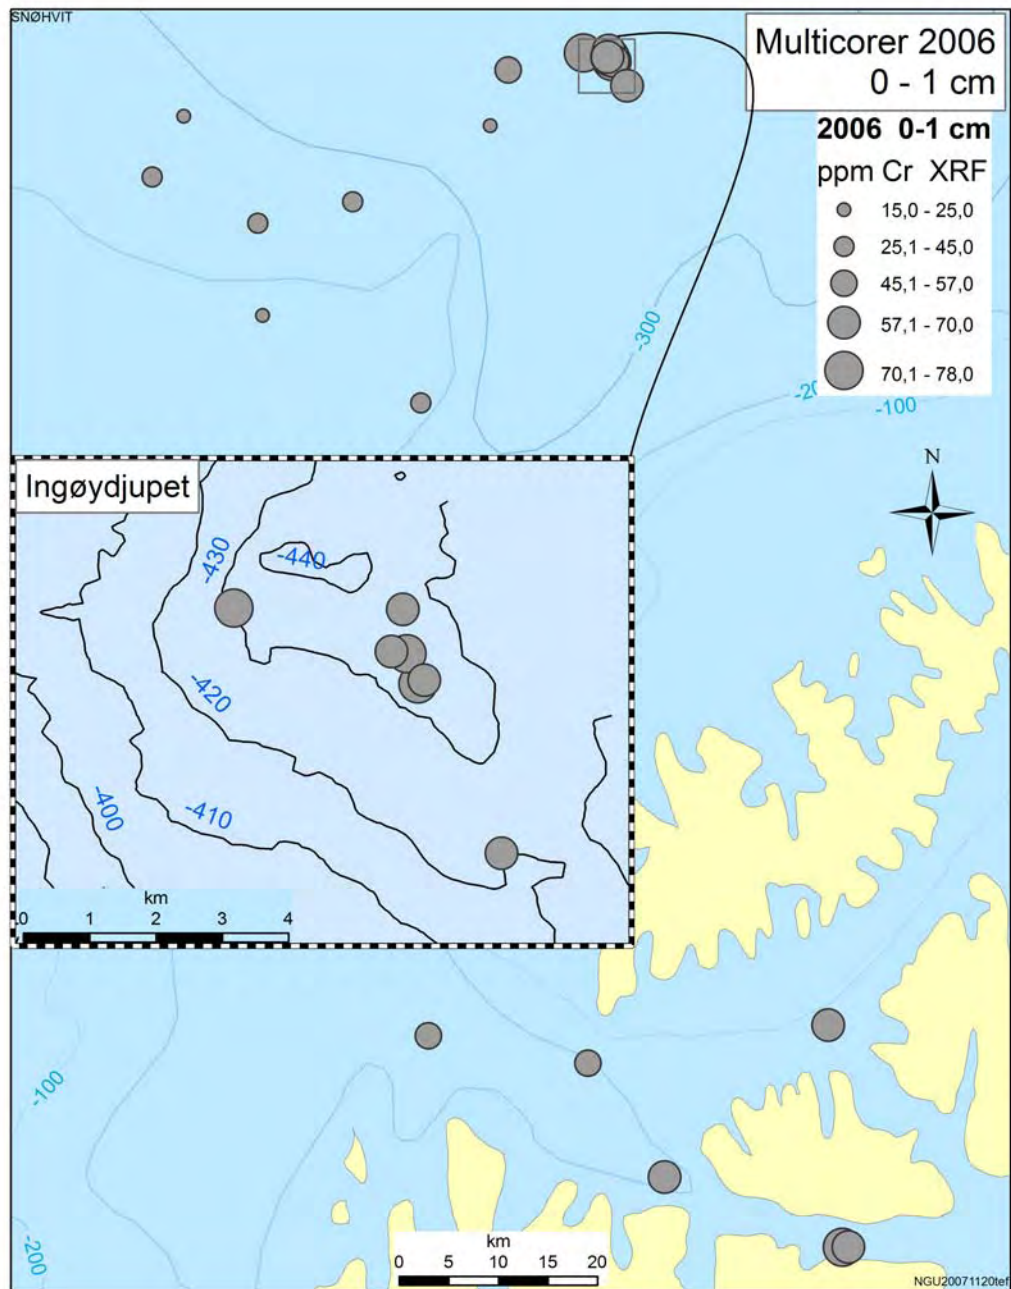 SNØHVIT
Multicorer 2006
0 - 1 cm
2006 0-1 cm
ppm Cr XRF
15,0 - 25,0
25,1 - 45,0
45,1 - 57,0
57,1 - 70,0
70,1 - 78,0
-300
-20
-100
N
Ingøydjupet
-430
-440
-420
-400
-410
km
0 1 2 3 4
-100
-200
km
0 5 10 15 20
NGU20071120tef